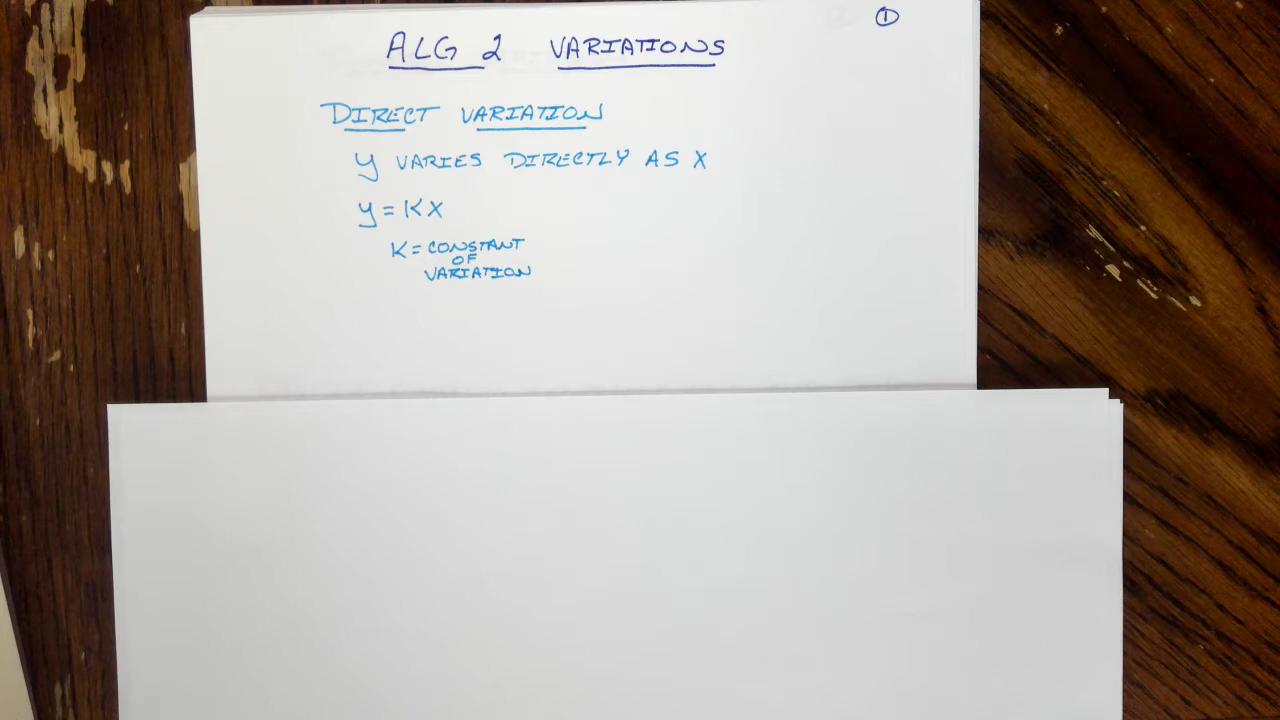 ①
ALG 2 VARIATIONS
DIRECT VARIATION
y VARIES DIRECTLY AS X
y = KX
K = CONSTANT
OF
VARIATION